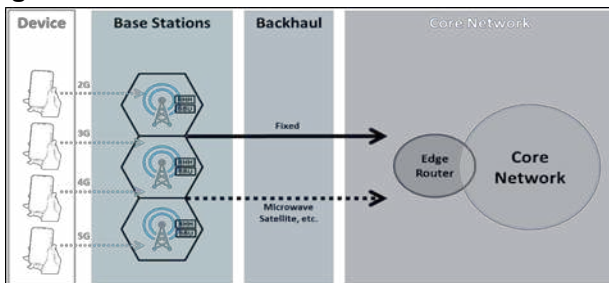 Device
Base Stations
Backhaul
Core Network
2G
3G
4G
5G
Fixed
Microwave
Satellite, etc.
Edge
Router
Core
Network